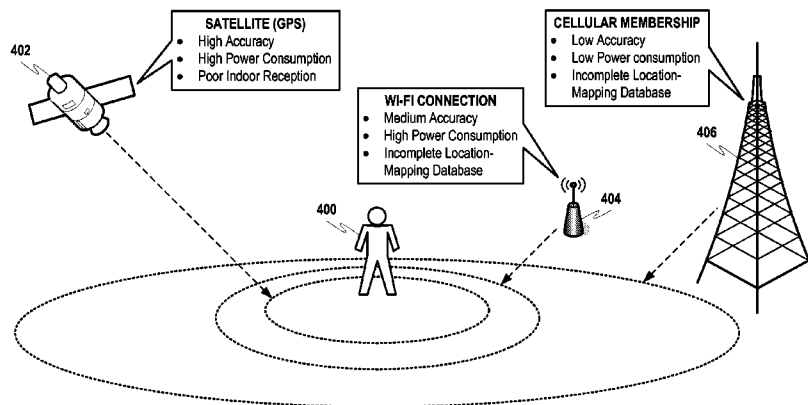 SATELLITE (GPS)
• High Accuracy
• High Power Consumption
• Poor Indoor Reception
402
CELLULAR MEMBERSHIP
• Low Accuracy
• Low Power consumption
• Incomplete Location-
Mapping Database
WI-FI CONNECTION
• Medium Accuracy
• High Power Consumption
• Incomplete Location-
Mapping Database
406
400
404